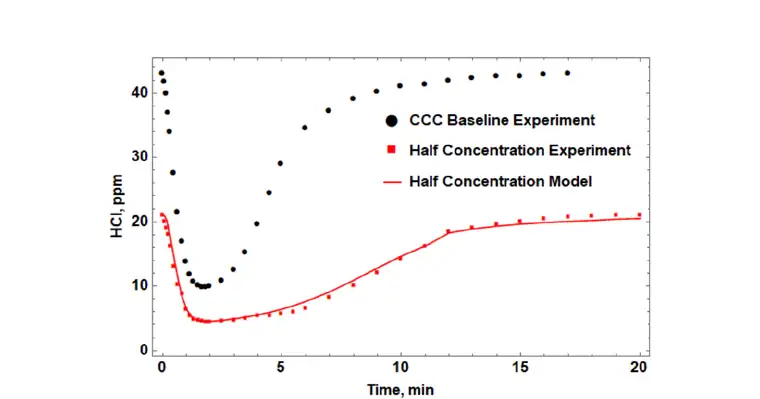 40
30
20
10
0
HCl, ppm
CCC Baseline Experiment
Half Concentration Experiment
Half Concentration Model
0 5 10 15 20
Time, min